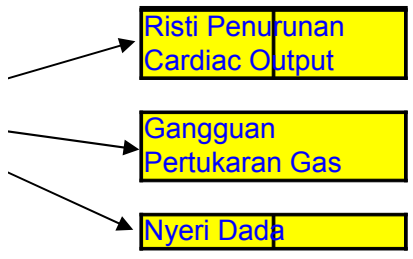 Risti Penurunan
Cardiac Output
Gangguan
Pertukaran Gas
Nyeri Dada